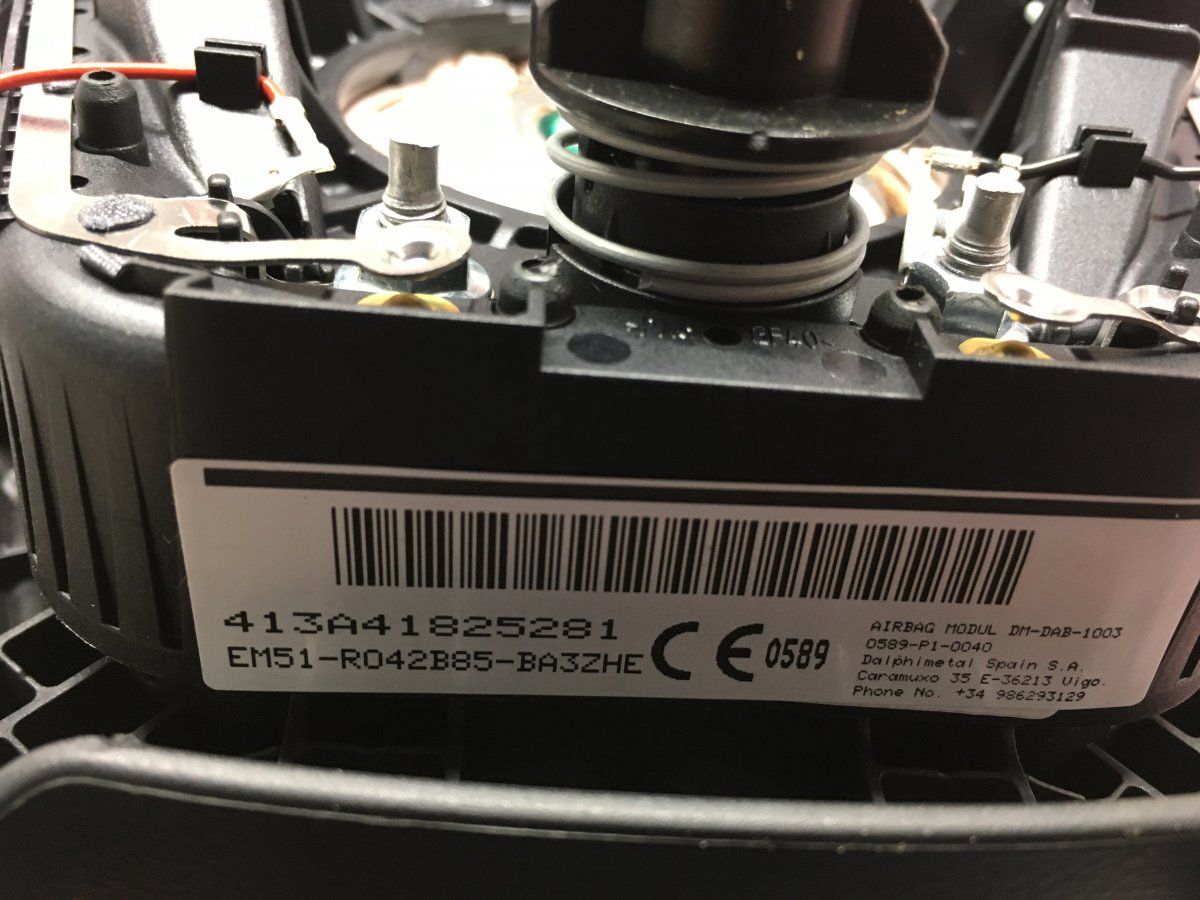 GF40
413A41825281
EM51-R042B85-BA3ZHE
CE 0589
AIRBAG MODUL DM-DAB-1003
0589-P1-0040
Dalphimetal Spain S.A.
Caramuxo 35 E-36213 Vigo.
Phone No. +34 986293129